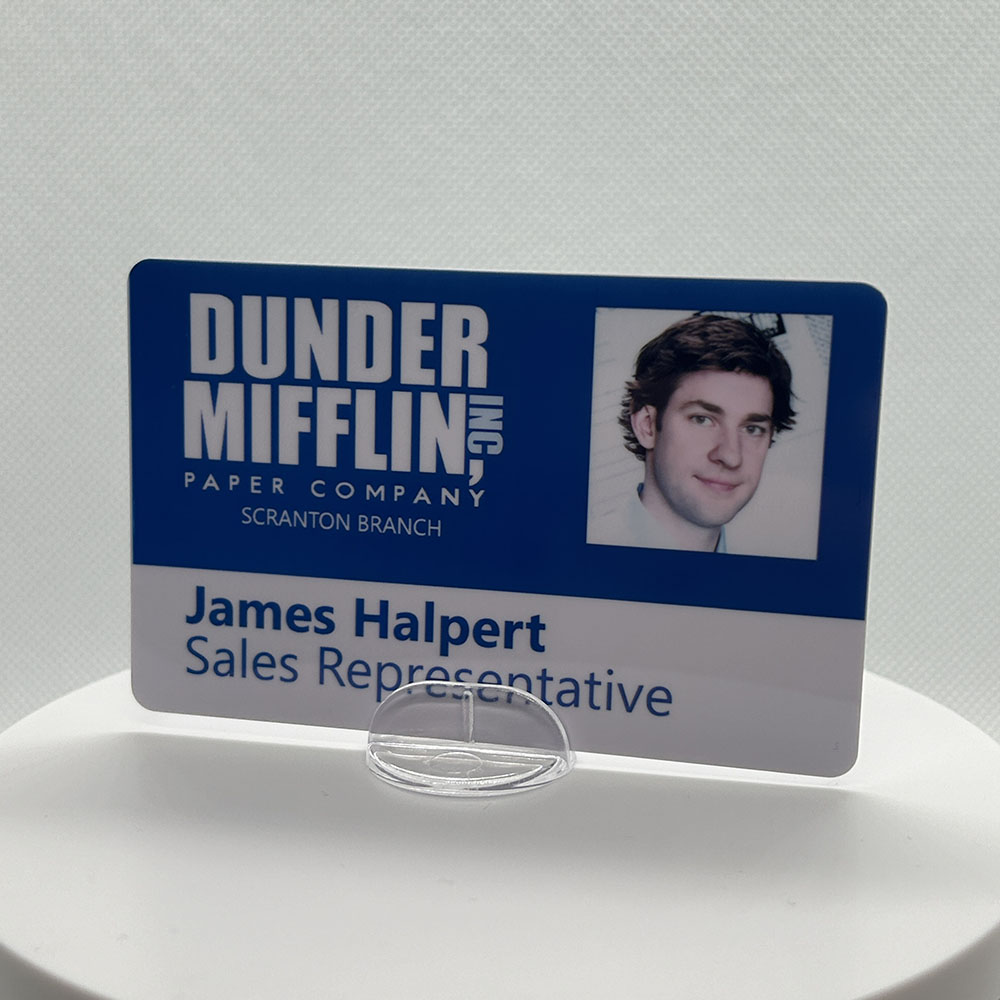 DUNDER
MIFFLIN, INC
PAPER COMPANY
SCRANTON BRANCH
James Halpert
Sales Representative